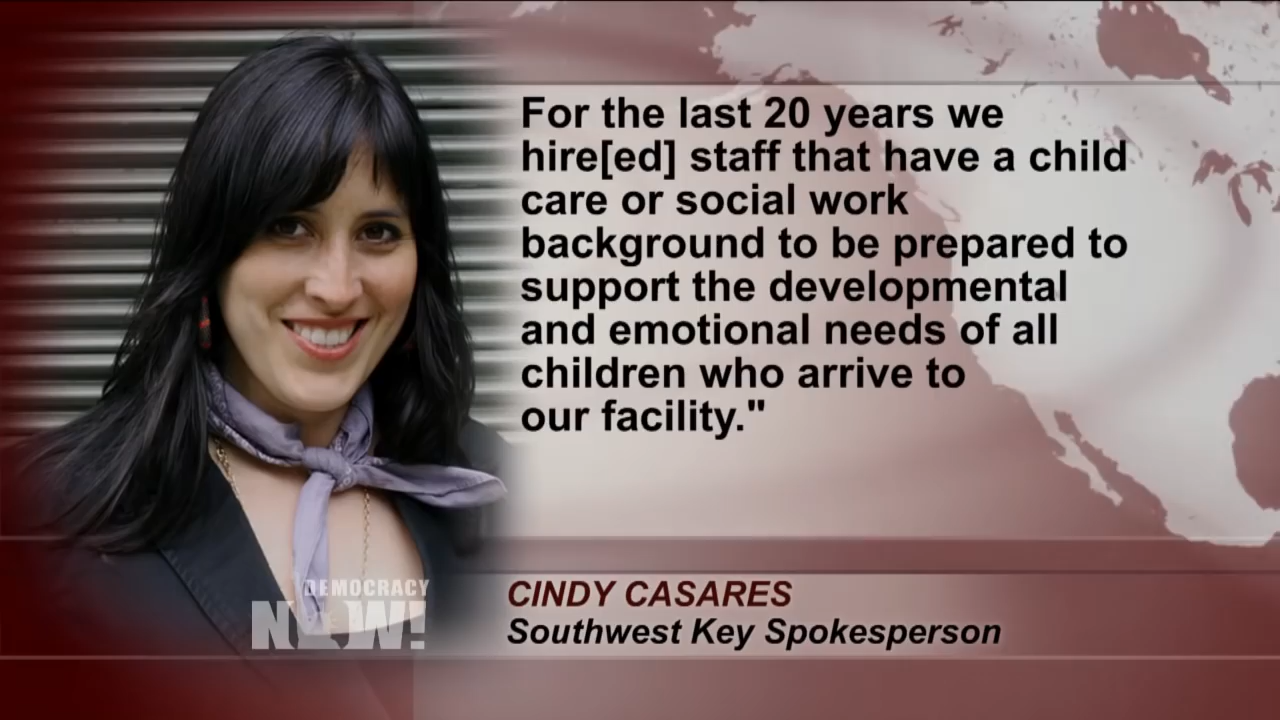 For the last 20 years we
hire[ed] staff that have a child
care or social work
background to be prepared to
support the developmental
and emotional needs of all
children who arrive to
our facility."
CINDY CASARES
Southwest Key Spokesperson
DEMOCRACY
NOW!